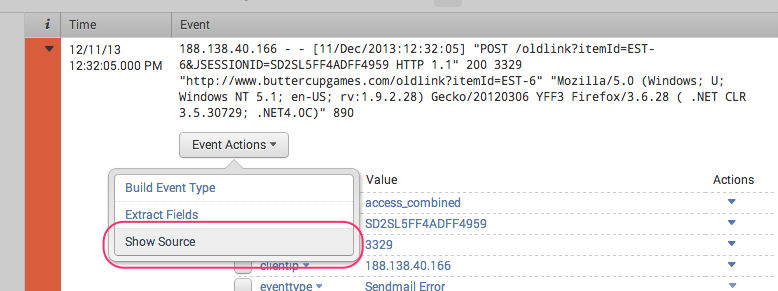 i Time Event
12/11/13
12:32:05.000 PM
188.138.40.166 - - [11/Dec/2013:12:32:05] "POST /oldlink?itemId=EST-
6&JSESSIONID=SD2SL5FF4ADFF4959 HTTP 1.1" 200 3329
"http://www.buttercupgames.com/oldlink?itemId=EST-6" "Mozilla/5.0 (Windows; U;
Windows NT 5.1; en-US; rv:1.9.2.28) Gecko/20120306 YFF3 Firefox/3.6.28 ( .NET CLR
3.5.30729; .NET4.0C)" 890
Event Actions
Build Event Type
Extract Fields
Show Source
Value Actions
access_combined
SD2SL5FF4ADFF4959
3329
clientip 188.138.40.166
eventtype Sendmail Error